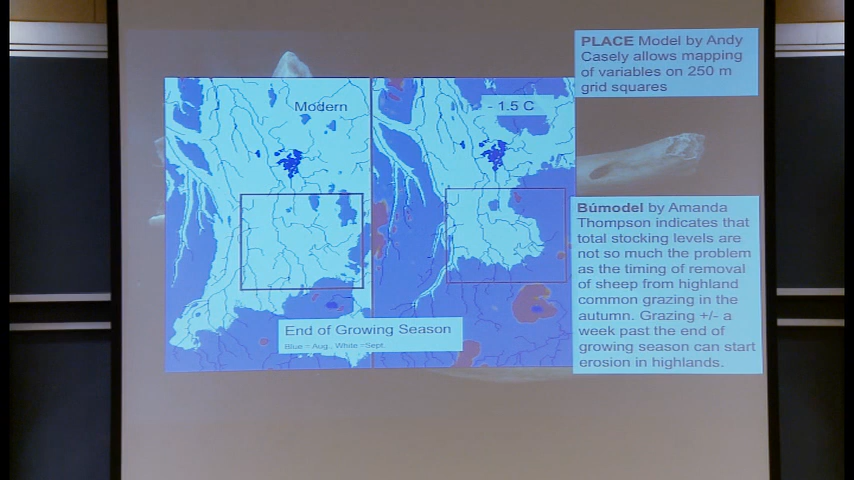 PLACE Model by Andy
Casely allows mapping
of variables on 250 m
grid squares
Modern
- 1.5 C
Búmodel by Amanda
Thompson indicates that
total stocking levels are
not so much the problem
as the timing of removal
of sheep from highland
common grazing in the
autumn. Grazing +/- a
week past the end of
growing season can start
erosion in highlands.
End of Growing Season
Blue = Aug., White =Sept.